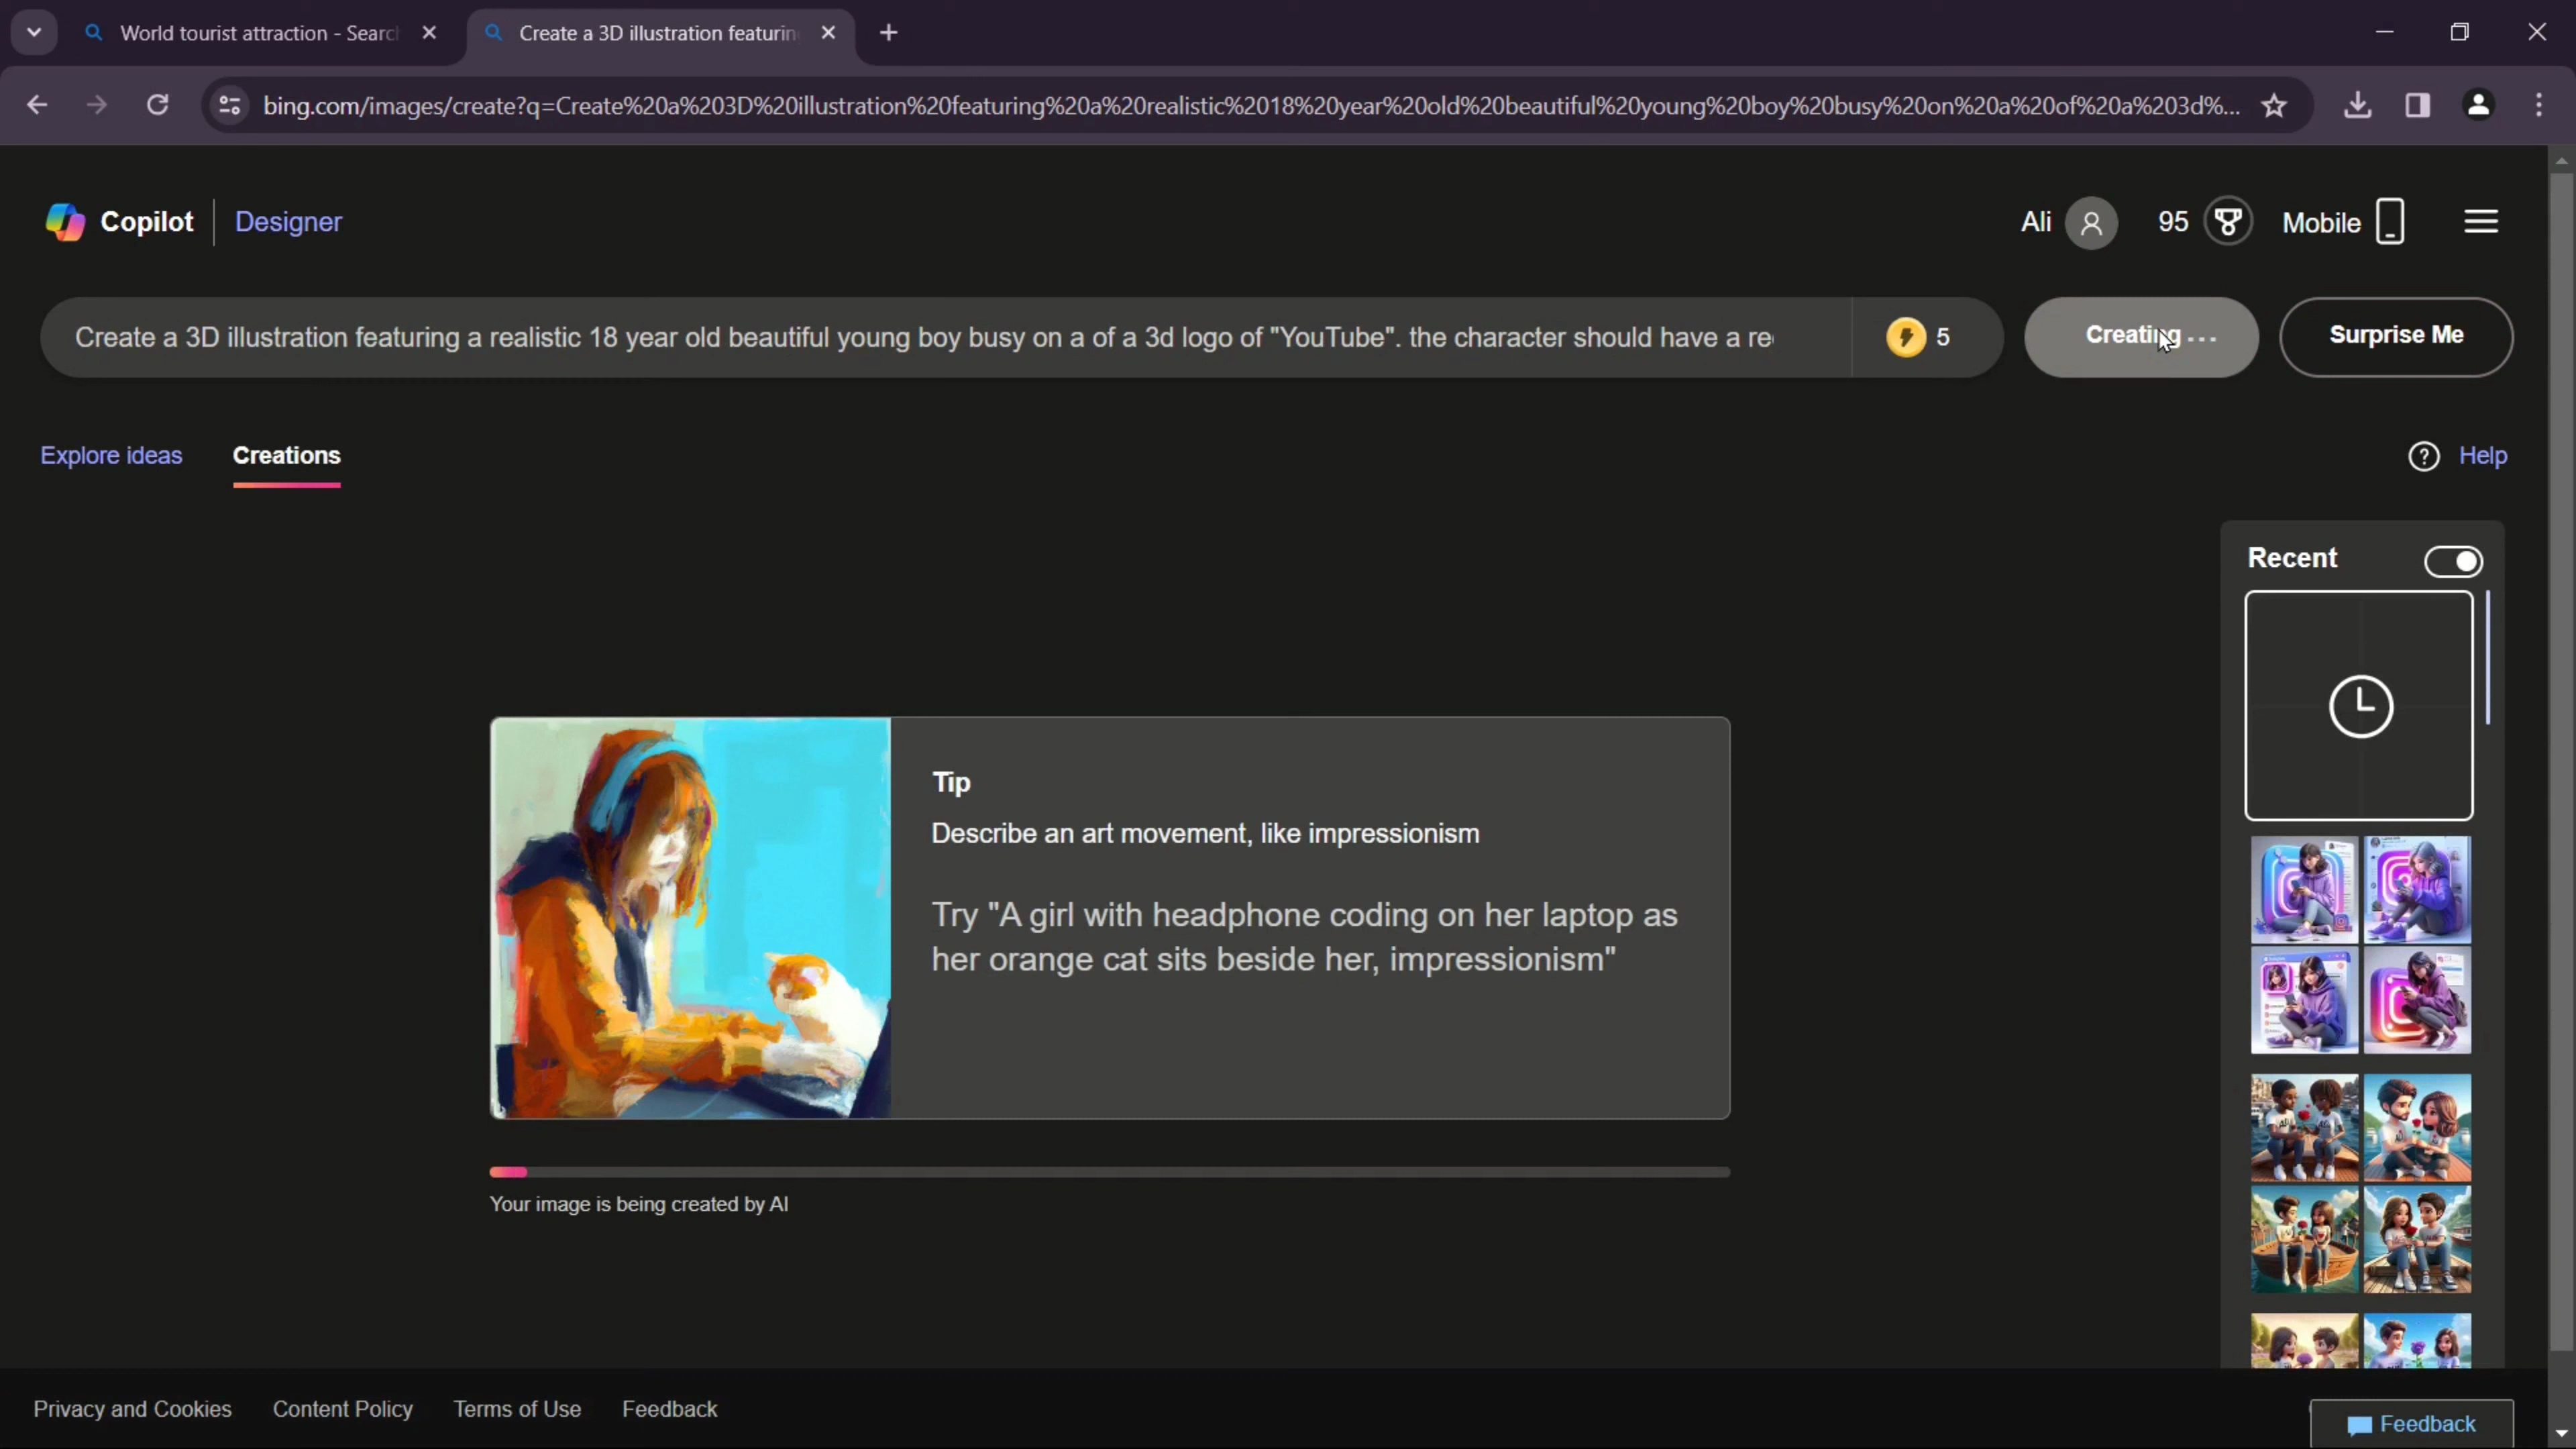 World tourist attraction - Searc
Create a 3D illustration featurin
bing.com/images/create?q=Create%20a%203D%20illustration%20featuring%20a%20realistic%2018%20year%20old%20beautiful%20young%20boy%20busy%20on%20a%20of%20a%203d%...
Copilot Designer
Ali 95 Mobile
Create a 3D illustration featuring a realistic 18 year old beautiful young boy busy on a of a 3d logo of "YouTube". the character should have a re
5
Creating...
Surprise Me
Explore ideas Creations
Help
Recent
Tip
Describe an art movement, like impressionism
Try "A girl with headphone coding on her laptop as
her orange cat sits beside her, impressionism"
Your image is being created by AI
Privacy and Cookies Content Policy Terms of Use Feedback
Feedback